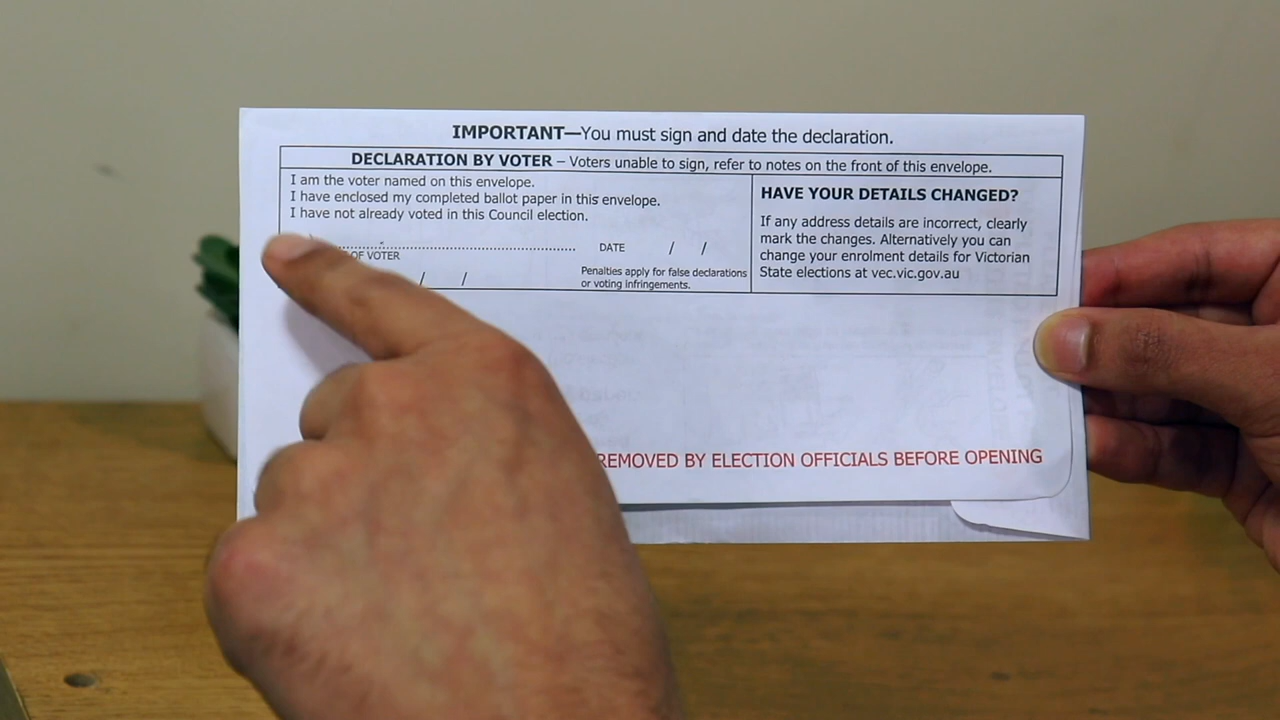 IMPORTANT—You must sign and date the declaration.
DECLARATION BY VOTER – Voters unable to sign, refer to notes on the front of this envelope.
I am the voter named on this envelope.
I have enclosed my completed ballot paper in this envelope.
I have not already voted in this Council election.
DATE / /
OF VOTER
/ /
Penalties apply for false declarations
or voting infringements.
HAVE YOUR DETAILS CHANGED?
If any address details are incorrect, clearly
mark the changes. Alternatively you can
change your enrolment details for Victorian
State elections at vec.vic.gov.au
REMOVED BY ELECTION OFFICIALS BEFORE OPENING